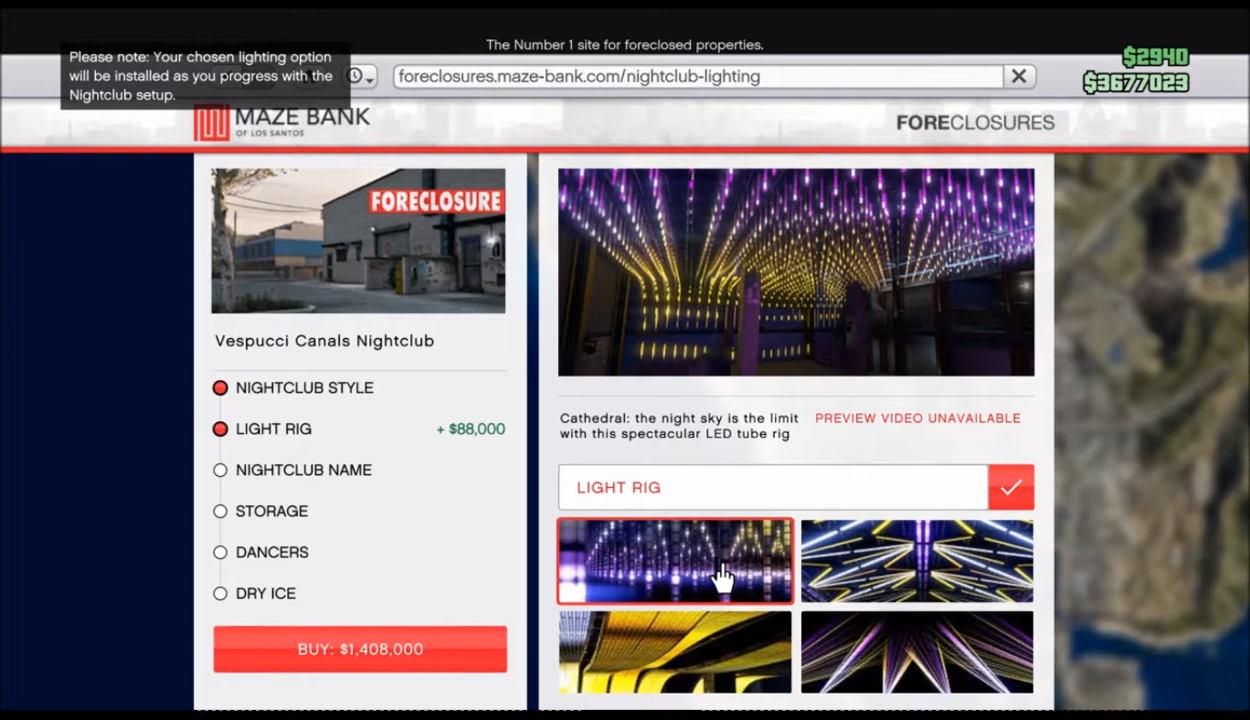 The Number 1 site for foreclosed properties.
Please note: Your chosen lighting option
will be installed as you progress with the
Nightclub setup.
foreclosures.maze-bank.com/nightclub-lighting
$2940
$3677023
MAZE BANK
OF LOS SANTOS
FORECLOSURES
FORECLOSURE
Vespucci Canals Nightclub
NIGHTCLUB STYLE
LIGHT RIG + $88,000
NIGHTCLUB NAME
STORAGE
DANCERS
DRY ICE
BUY: $1,408,000
Cathedral: the night sky is the limit
with this spectacular LED tube rig
PREVIEW VIDEO UNAVAILABLE
LIGHT RIG